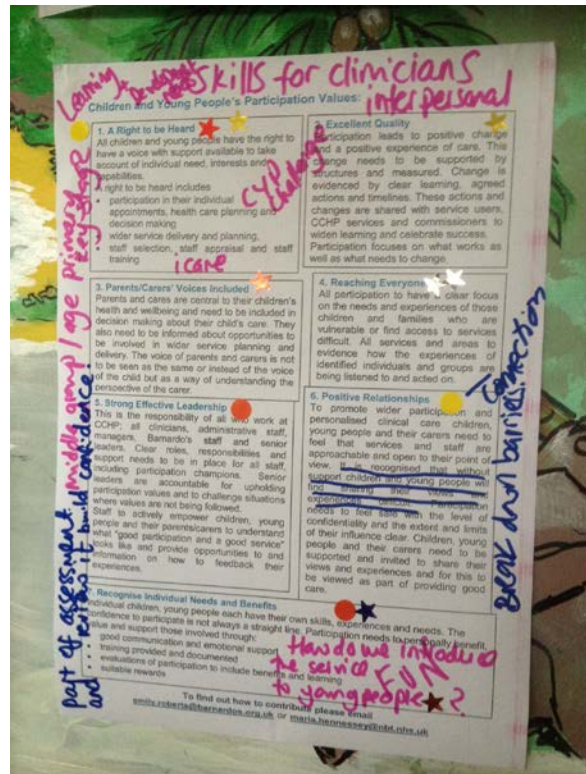 Learning & Development
skills for clinicians
interpersonal
Children and Young People's Participation Values:
1. A Right to be Heard
All children and young people have the right to
have a voice with support available to take
account of individual need, interests and
capabilities.
A right to be heard includes
• participation in their individual
appointments, health care planning and
decision making
• wider service delivery and planning,
• staff selection, staff appraisal and staff
training
CYP
challenge
icare
2. Excellent Quality
Participation leads to positive change
and a positive experience of care. This
change needs to be supported by
structures and measured. Change is
evidenced by clear learning, agreed
actions and timelines. These actions and
changes are shared with service users,
CCHP services and commissioners to
widen learning and celebrate success.
Participation focuses on what works as
well as what needs to change.
3. Parents/Carers' Voices Included
Parents and cares are central to their children's
health and wellbeing and need to be included in
decision making about their child's care. They
also need to be informed about opportunities to
be involved in wider service planning and
delivery. The voice of parents and carers is not
to be seen as the same or instead of the voice
of the child but as a way of understanding the
perspective of the carer.
4. Reaching Everyone
All participation to have a clear focus
on the needs and experiences of those
children and families who are
vulnerable or find access to services
difficult. All services and areas to
evidence how the experiences of
identified individuals and groups are
being listened to and acted on.
5. Strong Effective Leadership
This is the responsibility of all who work at
CCHP; all clinicians, administrative staff,
managers, Barnardo's staff and senior
leaders. Clear roles, responsibilities and
support needs to be in place for all staff,
including participation champions. Senior
leaders are accountable for upholding
participation values and to challenge situations
where values are not being followed.
Staff to actively empower children, young
people and their parents/carers to understand
what "good participation and a good service"
looks like and provide opportunities to and
information on how to feedback their
experiences.
6. Positive Relationships
To promote wider participation and
personalised clinical care children,
young people and their carers need to
feel that services and staff are
approachable and open to their point of
view. It is recognised that without
support children and young people will
find sharing their views and
experiences difficult. Participation
needs to feel safe with the level of
confidentiality and the extent and limits
of their influence clear. Children, young
people and their carers need to be
supported and invited to share their
views and experiences and for this to
be viewed as part of providing good
care.
7. Recognise Individual Needs and Benefits
Individual children, young people each have their own skills, experiences and needs. The
confidence to participate is not always a straight line. Participation needs to personally benefit,
value and support those involved through:
good communication and emotional support
training provided and documented
evaluations of participation to include benefits and learning
suitable rewards
How do we introduce
the service FUN
to young people ?
To find out how to contribute please email
emily.roberts@barnardos.org.uk or maria.hennessey@nbt.nhs.uk
middle group / age primary
key-stage
part of assessment
and review it build confidence.
Break down barriers.
connection